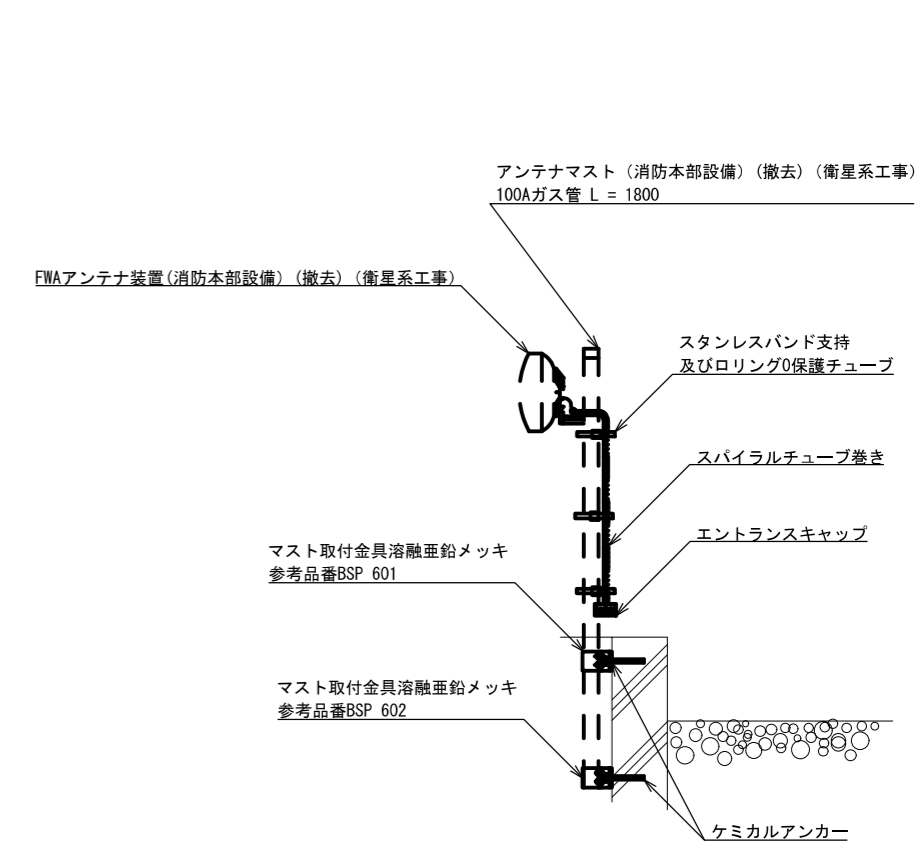 アンテナマスト（消防本部設備）（撤去）（衛星系工事）
100Aガス管 L = 1800
FWAアンテナ装置(消防本部設備)（撤去）（衛星系工事）
スタンレスバンド支持
及びロリング0保護チューブ
スパイラルチューブ巻き
エントランスキャップ
マスト取付金具溶融亜鉛メッキ
参考品番BSP 601
マスト取付金具溶融亜鉛メッキ
参考品番BSP 602
ケミカルアンカー